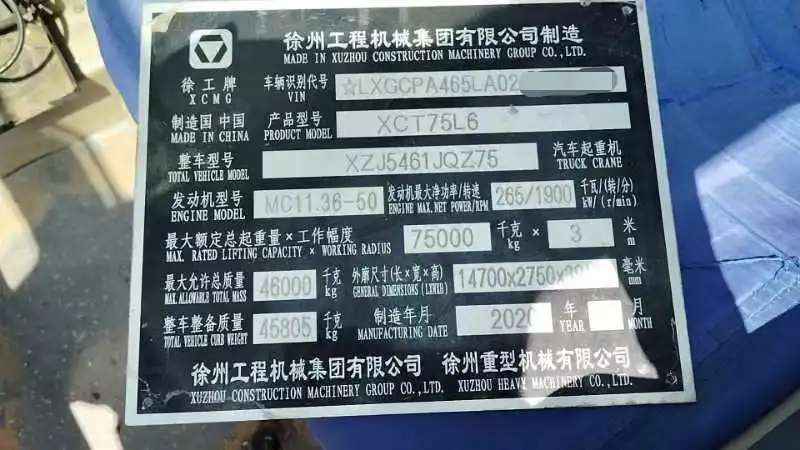 徐州工程机械集团有限公司制造
MADE IN XUZHOU CONSTRUCTION MACHINERY GROUP CO., LTD.
徐工牌
XCMG
车辆识别代号
VIN
☆LXGCPA465LA02
制造国 中国
MADE IN CHINA
产品型号
PRODUCT MODEL
XCT75L6
整车型号
TOTAL VEHICLE MODEL
XZJ5461JQZ75
汽车起重机
TRUCK CRANE
发动机型号
ENGINE MODEL
MC11.36-50
发动机最大净功率/转速
ENGINE MAX. NET POWER/RPM
265/1900
千瓦/(转/分)
kW/(r/min)
最大额定总起重量×工作幅度
MAX. RATED LIFTING CAPACITY × WORKING RADIUS
75000
千克
kg
×
3
米
m
最大允许总质量
MAX. ALLOWABLE TOTAL MASS
46000
千克
kg
外廓尺寸(长×宽×高)
GENERAL DIMENSIONS (LXWXH)
14700x2750x
毫米
mm
整车整备质量
TOTAL VEHICLE CURB WEIGHT
45805
千克
kg
制造年月
MANUFACTURING DATE
2020
年
YEAR
月
MONTH
徐州工程机械集团有限公司 徐州重型机械有限公司
XUZHOU CONSTRUCTION MACHINERY GROUP CO., LTD. XUZHOU HEAVY MACHINERY CO., LTD.